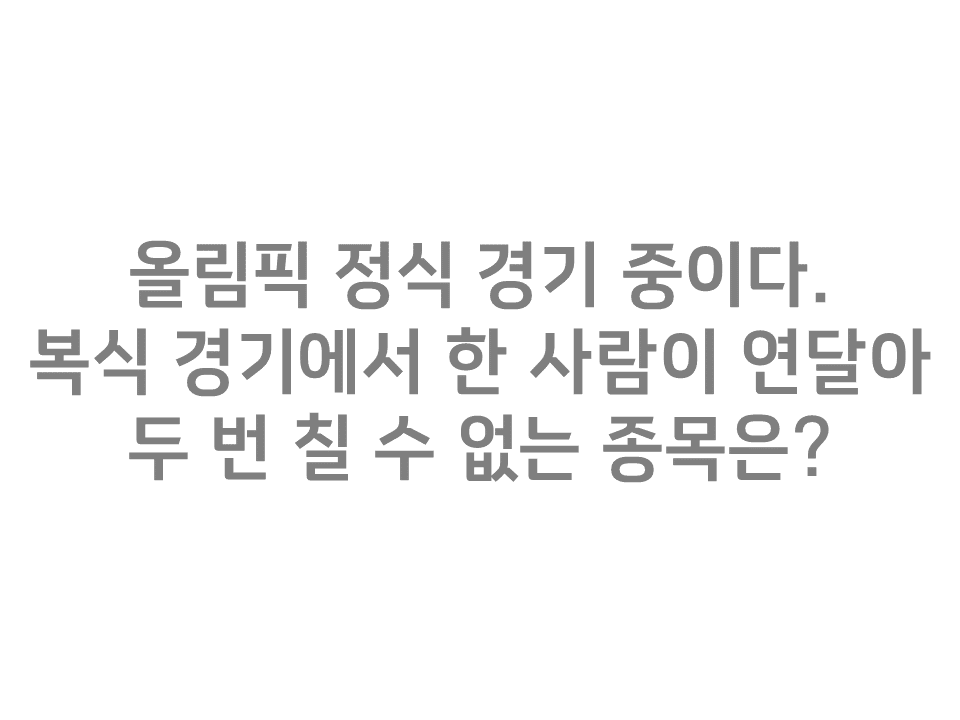 올림픽 정식 경기 중이다.
복식 경기에서 한 사람이 연달아
두 번 칠 수 없는 종목은?